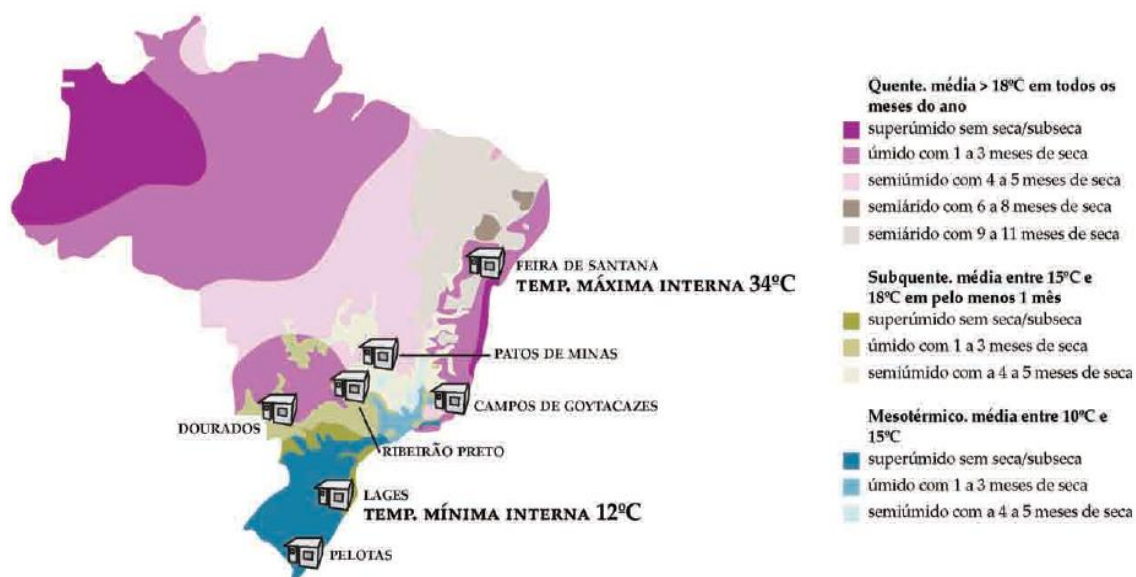 FEIRA DE SANTANA
TEMP. MÁXIMA INTERNA 34ºC
PATOS DE MINAS
CAMPOS DE GOYTACAZES
DOURADOS
RIBEIRÃO PRETO
LAGES
TEMP. MÍNIMA INTERNA 12ºC
PELOTAS
Quente. média > 18ºC em todos os
meses do ano
superúmido sem seca/subseca
úmido com 1 a 3 meses de seca
semiúmido com 4 a 5 meses de seca
semiárido com 6 a 8 meses de seca
semiárido com 9 a 11 meses de seca
Subquente. média entre 15ºC e
18ºC em pelo menos 1 mês
superúmido sem seca/subseca
úmido com 1 a 3 meses de seca
semiúmido com a 4 a 5 meses de seca
Mesotérmico. média entre 10ºC e
15ºC
superúmido sem seca/subseca
úmido com 1 a 3 meses de seca
semiúmido com a 4 a 5 meses de seca